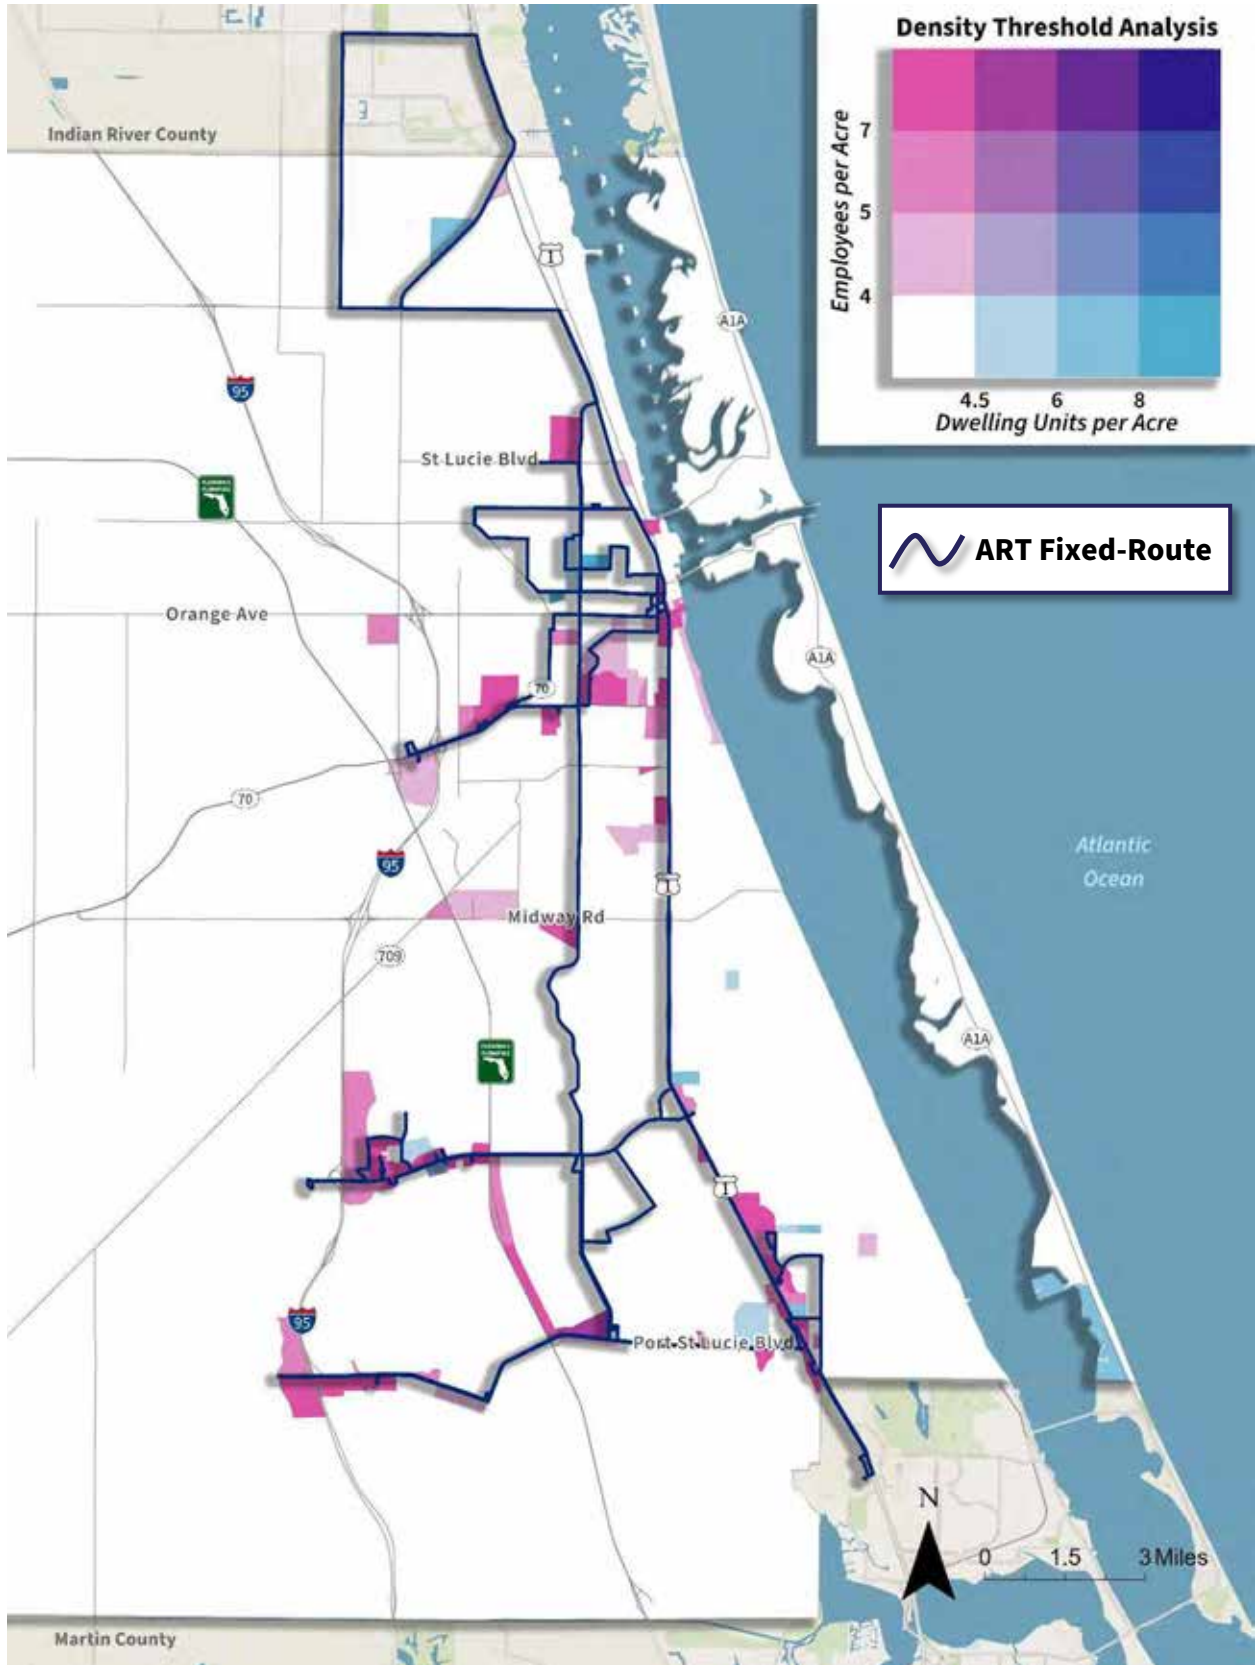 Density Threshold Analysis
Employees per Acre
7
5
4
4.5
6
8
Dwelling Units per Acre
ART Fixed-Route
Indian River County
1
A1A
95
St Lucie Blvd
Orange Ave
A1A
70
70
95
1
Atlantic
Ocean
Midway Rd
709
A1A
1
95
Port St Lucie Blvd
N
0
1.5
3 Miles
Martin County